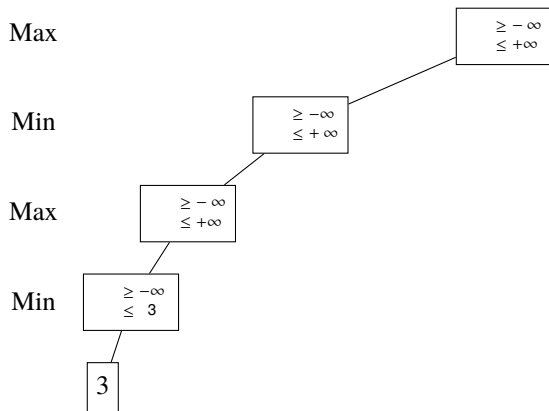 Max
≥ − ∞
≤ +∞
Min
≥ −∞
≤ + ∞
Max
≥ − ∞
≤ +∞
Min
≥ −∞
≤ 3
3